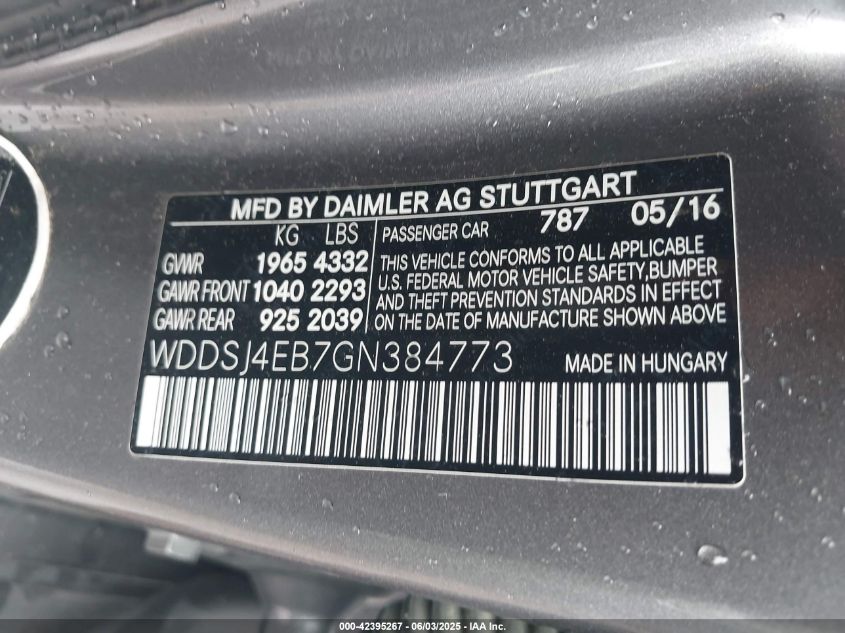 MFD BY DAIMLER AG STUTTGART
KG LBS PASSENGER CAR 787 05/16
GVWR 1965 4332
GAWR FRONT 1040 2293
GAWR REAR 925 2039
THIS VEHICLE CONFORMS TO ALL APPLICABLE
U.S. FEDERAL MOTOR VEHICLE SAFETY,BUMPER
AND THEFT PREVENTION STANDARDS IN EFFECT
ON THE DATE OF MANUFACTURE SHOWN ABOVE
WDDSJ4EB7GN384773 MADE IN HUNGARY
000-42395267 - 06/03/2025 - IAA Inc.